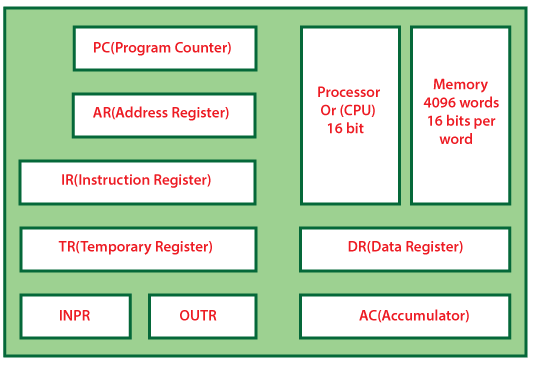 PC(Program Counter)
AR(Address Register)
IR(Instruction Register)
TR(Temporary Register)
INPR
OUTR
Processor
Or (CPU)
16 bit
Memory
4096 words
16 bits per
word
DR(Data Register)
AC(Accumulator)